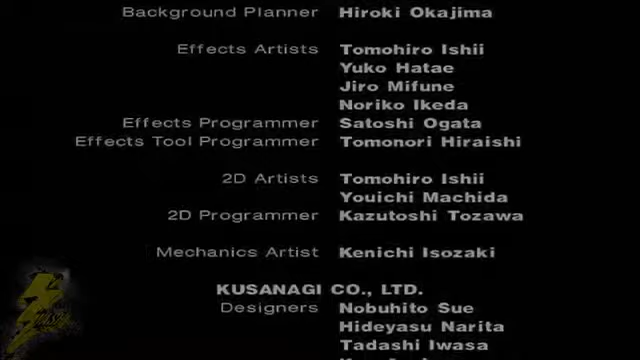 Background Planner Hiroki Okajima
Effects Artists Tomohiro Ishii
Yuko Hatae
Jiro Mifune
Noriko Ikeda
Effects Programmer Satoshi Ogata
Effects Tool Programmer Tomonori Hiraishi
2D Artists Tomohiro Ishii
Youichi Machida
2D Programmer Kazutoshi Tozawa
Mechanics Artist Kenichi Isozaki
KUSANAGI CO., LTD.
Designers Nobuhito Sue
Hideyasu Narita
Tadashi Iwasa